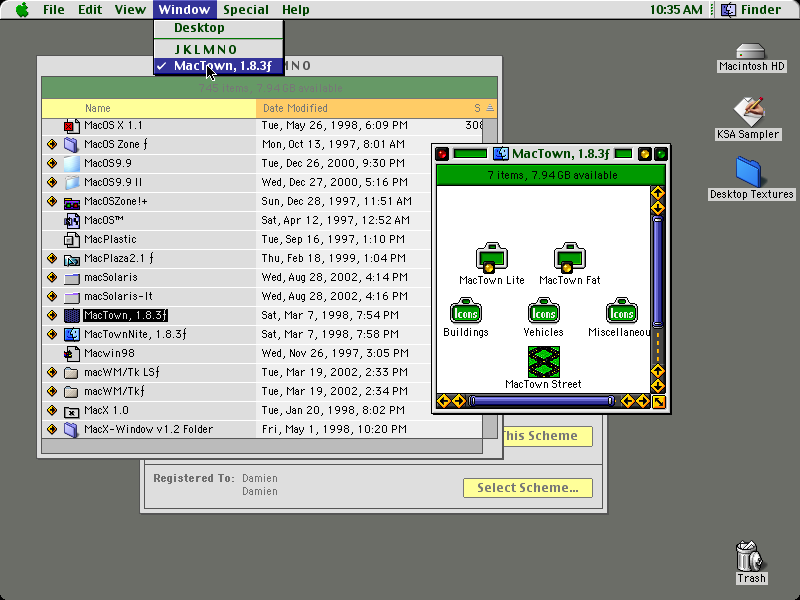 File Edit View Window Special Help 10:35 AM Finder
Desktop
J K L M N O
✓ MacTown, 1.8.3ƒ
M N O
745 items, 7.94 GB available
Name Date Modified S
MacOS X 1.1 Tue, May 26, 1998, 6:09 PM 308
MacOS Zone ƒ Mon, Oct 13, 1997, 8:01 AM
MacOS9.9 Tue, Dec 26, 2000, 9:30 PM
MacOS9.9 II Wed, Dec 27, 2000, 5:16 PM
MacOSZone!+ Sun, Dec 28, 1997, 11:51 AM
MacOS™ Sat, Apr 12, 1997, 12:52 AM
MacPlastic Tue, Sep 16, 1997, 1:10 PM
MacPlaza2.1 ƒ Thu, Feb 18, 1999, 1:04 PM
macSolaris Wed, Aug 28, 2002, 4:14 PM
macSolaris-lt Wed, Aug 28, 2002, 4:16 PM
MacTown, 1.8.3ƒ Sat, Mar 7, 1998, 7:54 PM
MacTownNite, 1.8.3ƒ Sat, Mar 7, 1998, 7:58 PM
Macwin98 Wed, Nov 26, 1997, 3:05 PM
macWM/Tk LSƒ Tue, Mar 19, 2002, 2:33 PM
macWM/Tkƒ Tue, Mar 19, 2002, 2:34 PM
MacX 1.0 Tue, Jan 20, 1998, 8:02 PM
MacX-Window v1.2 Folder Fri, May 1, 1998, 10:20 PM
MacTown, 1.8.3ƒ
7 items, 7.94 GB available
MacTown Lite MacTown Fat
Icons Icons Icons
Buildings Vehicles Miscellaneou
MacTown Street
This Scheme
Registered To: Damien
Damien
Select Scheme...
Macintosh HD
KSA Sampler
Desktop Textures
Trash